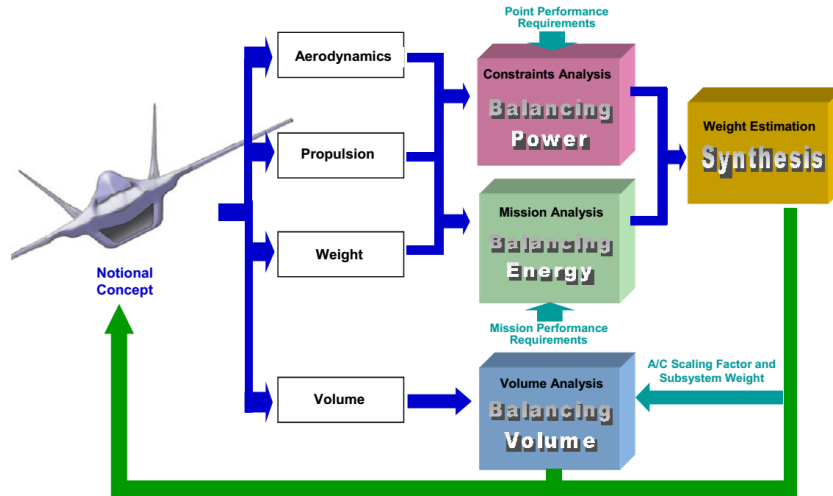 Point Performance
Requirements
Aerodynamics
Constraints Analysis
Balancing
Power
Weight Estimation
Synthesis
Propulsion
Mission Analysis
Balancing
Energy
Weight
Notional
Concept
Mission Performance
Requirements
A/C Scaling Factor and
Subsystem Weight
Volume
Volume Analysis
Balancing
Volume